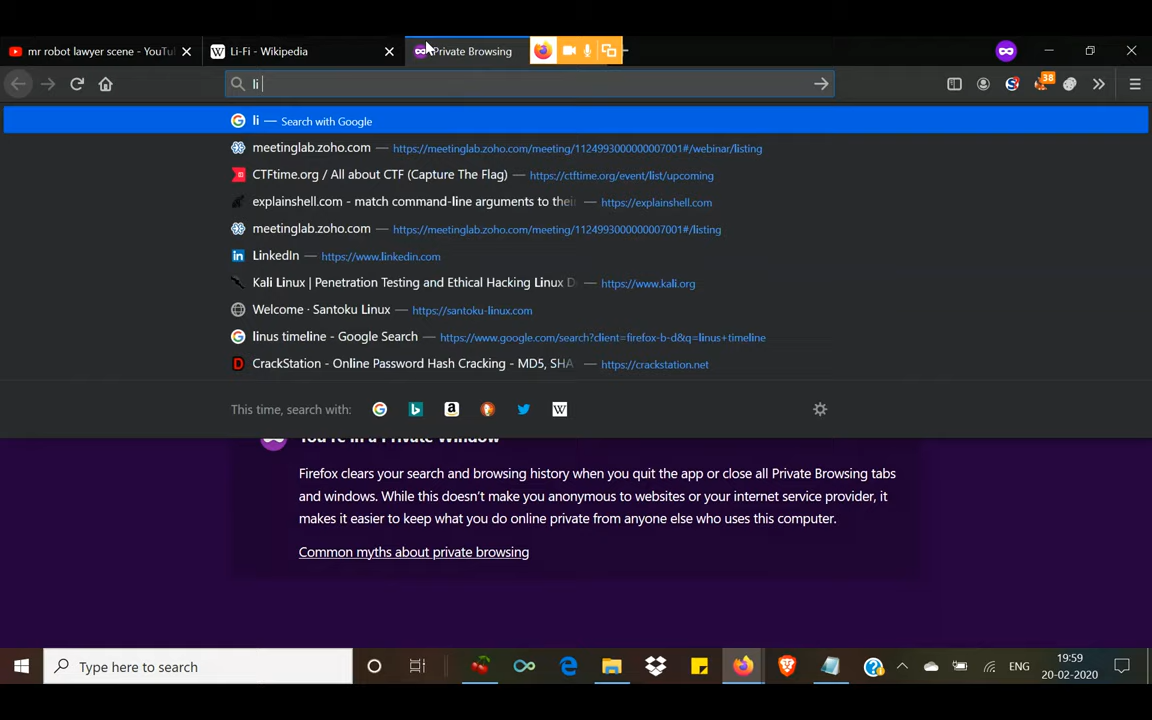 mr robot lawyer scene - YouTu
Li-Fi - Wikipedia
Private Browsing
li
38
li — Search with Google
meetinglab.zoho.com — https://meetinglab.zoho.com/meeting/1124993000000007001#/webinar/listing
CTFtime.org / All about CTF (Capture The Flag) — https://ctftime.org/event/list/upcoming
explainshell.com - match command-line arguments to thei — https://explainshell.com
meetinglab.zoho.com — https://meetinglab.zoho.com/meeting/1124993000000007001#/listing
LinkedIn — https://www.linkedin.com
Kali Linux | Penetration Testing and Ethical Hacking Linux D — https://www.kali.org
Welcome · Santoku Linux — https://santoku-linux.com
linus timeline - Google Search — https://www.google.com/search?client=firefox-b-d&q=linus+timeline
CrackStation - Online Password Hash Cracking - MD5, SHA — https://crackstation.net
This time, search with:
You're in a Private Window
Firefox clears your search and browsing history when you quit the app or close all Private Browsing tabs
and windows. While this doesn't make you anonymous to websites or your internet service provider, it
makes it easier to keep what you do online private from anyone else who uses this computer.
Common myths about private browsing
Type here to search
ENG
19:59
20-02-2020